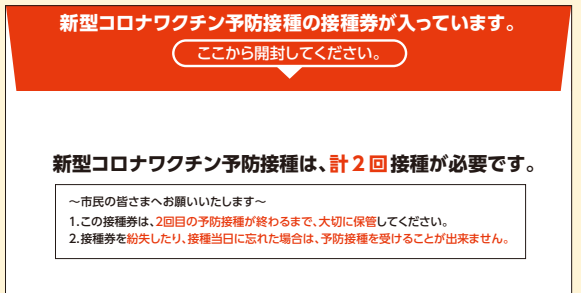 新型コロナワクチン予防接種の接種券が入っています。
ここから開封してください。
新型コロナワクチン予防接種は、計２回接種が必要です。
～市民の皆さまへお願いいたします～
1.この接種券は、2回目の予防接種が終わるまで、大切に保管してください。
2.接種券を紛失したり、接種当日に忘れた場合は、予防接種を受けることが出来ません。